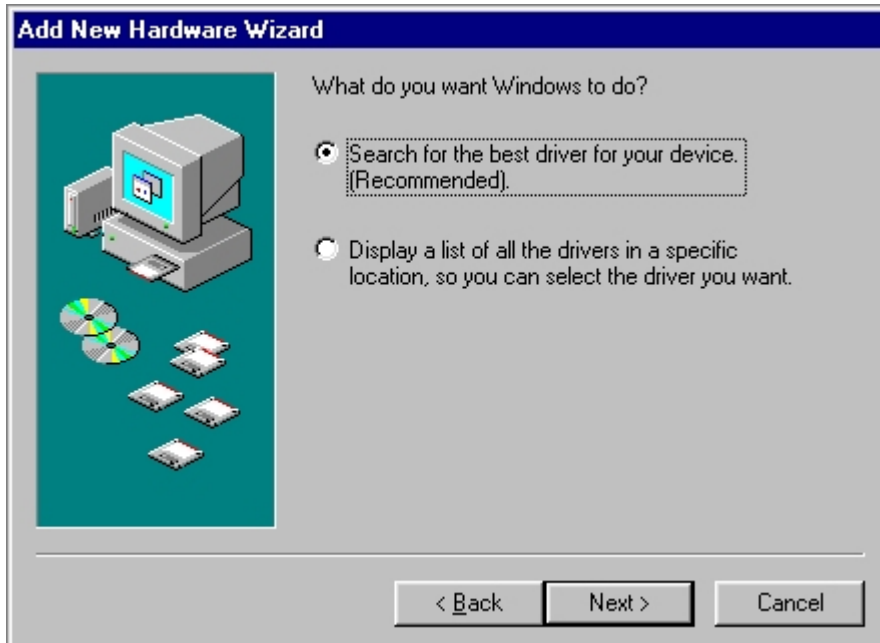 Add New Hardware Wizard
What do you want Windows to do?
Search for the best driver for your device.
(Recommended).
Display a list of all the drivers in a specific
location, so you can select the driver you want.
< Back
Next >
Cancel